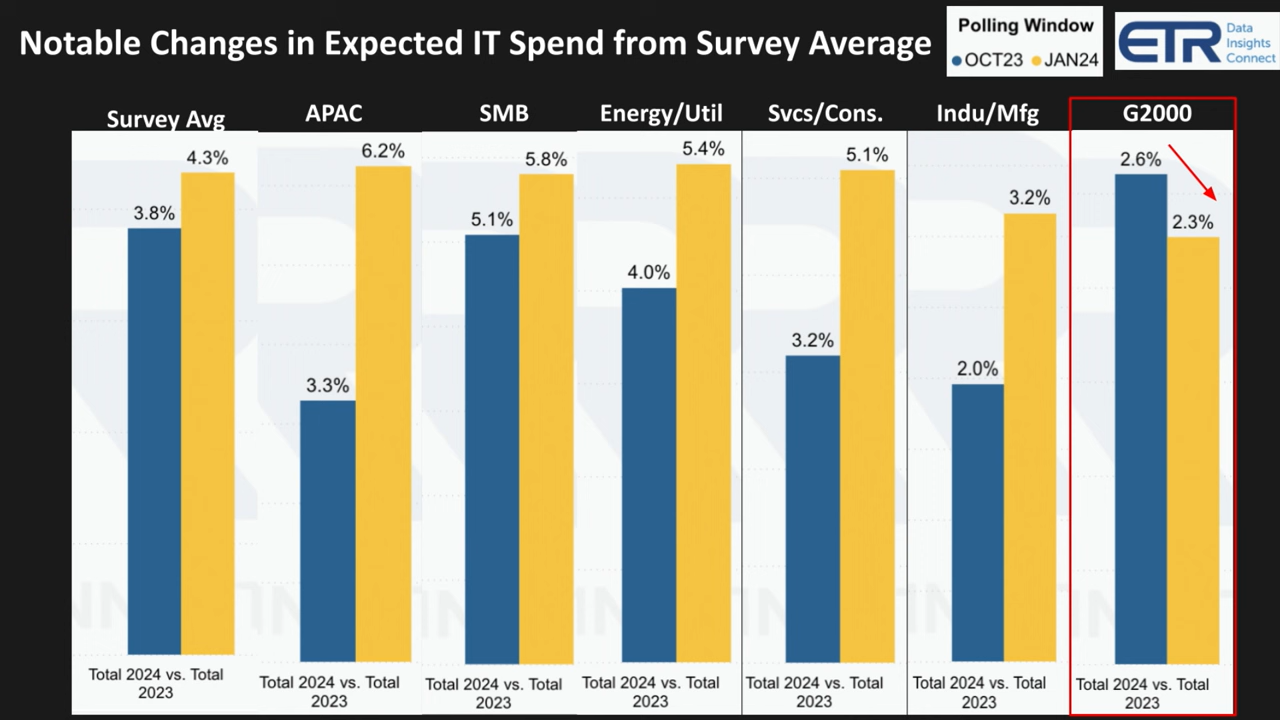 Notable Changes in Expected IT Spend from Survey Average
Polling Window
OCT23 JAN24
ETR
Data
Insights
Connect
Survey Avg
3.8%
4.3%
Total 2024 vs. Total
2023
APAC
3.3%
6.2%
Total 2024 vs. Total
2023
SMB
5.1%
5.8%
Total 2024 vs. Total
2023
Energy/Util
4.0%
5.4%
Total 2024 vs. Total
2023
Svcs/Cons.
3.2%
5.1%
Total 2024 vs. Total
2023
Indu/Mfg
2.0%
3.2%
Total 2024 vs. Total
2023
G2000
2.6%
2.3%
Total 2024 vs. Total
2023